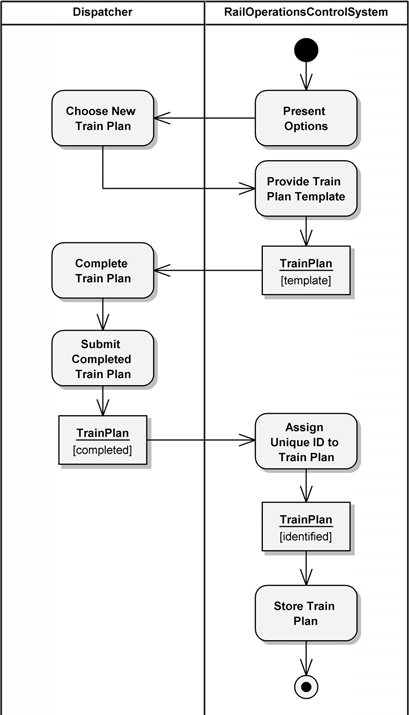 Dispatcher
RailOperationsControlSystem
Present
Options
Choose New
Train Plan
Provide Train
Plan Template
TrainPlan
[template]
Complete
Train Plan
Submit
Completed
Train Plan
TrainPlan
[completed]
Assign
Unique ID to
Train Plan
TrainPlan
[identified]
Store Train
Plan